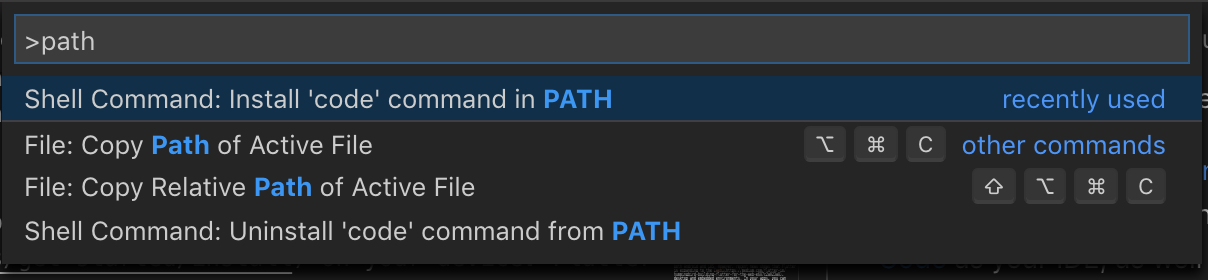 >path
Shell Command: Install 'code' command in PATH recently used
File: Copy Path of Active File ⌥ ⌘ C other commands
File: Copy Relative Path of Active File ⇧ ⌥ ⌘ C
Shell Command: Uninstall 'code' command from PATH